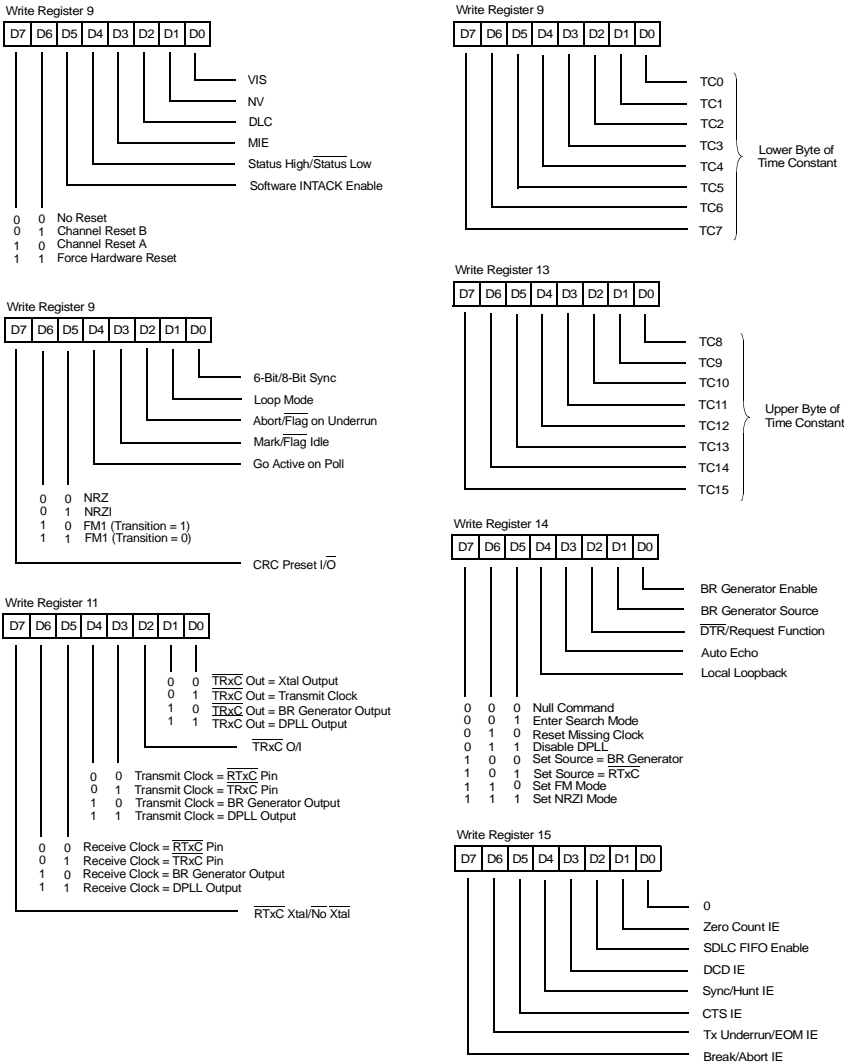 Write Register 9
D7 D6 D5 D4 D3 D2 D1 D0
VIS
NV
DLC
MIE
Status High/Status Low
Software INTACK Enable
0 0 No Reset
0 1 Channel Reset B
1 0 Channel Reset A
1 1 Force Hardware Reset
Write Register 9
D7 D6 D5 D4 D3 D2 D1 D0
6-Bit/8-Bit Sync
Loop Mode
Abort/Flag on Underrun
Mark/Flag Idle
Go Active on Poll
0 0 NRZ
0 1 NRZI
1 0 FM1 (Transition = 1)
1 1 FM1 (Transition = 0)
CRC Preset I/O
Write Register 11
D7 D6 D5 D4 D3 D2 D1 D0
0 0 TRxC Out = Xtal Output
0 1 TRxC Out = Transmit Clock
1 0 TRxC Out = BR Generator Output
1 1 TRxC Out = DPLL Output
TRxC O/I
0 0 Transmit Clock = RTxC Pin
0 1 Transmit Clock = TRxC Pin
1 0 Transmit Clock = BR Generator Output
1 1 Transmit Clock = DPLL Output
0 0 Receive Clock = RTxC Pin
0 1 Receive Clock = TRxC Pin
1 0 Receive Clock = BR Generator Output
1 1 Receive Clock = DPLL Output
RTxC Xtal/No Xtal
Write Register 9
D7 D6 D5 D4 D3 D2 D1 D0
TC0
TC1
TC2
TC3
TC4
TC5
TC6
TC7
Lower Byte of
Time Constant
Write Register 13
D7 D6 D5 D4 D3 D2 D1 D0
TC8
TC9
TC10
TC11
TC12
TC13
TC14
TC15
Upper Byte of
Time Constant
Write Register 14
D7 D6 D5 D4 D3 D2 D1 D0
BR Generator Enable
BR Generator Source
DTR/Request Function
Auto Echo
Local Loopback
0 0 0 Null Command
0 0 1 Enter Search Mode
0 1 0 Reset Missing Clock
0 1 1 Disable DPLL
1 0 0 Set Source = BR Generator
1 0 1 Set Source = RTxC
1 1 0 Set FM Mode
1 1 1 Set NRZI Mode
Write Register 15
D7 D6 D5 D4 D3 D2 D1 D0
0
Zero Count IE
SDLC FIFO Enable
DCD IE
Sync/Hunt IE
CTS IE
Tx Underrun/EOM IE
Break/Abort IE